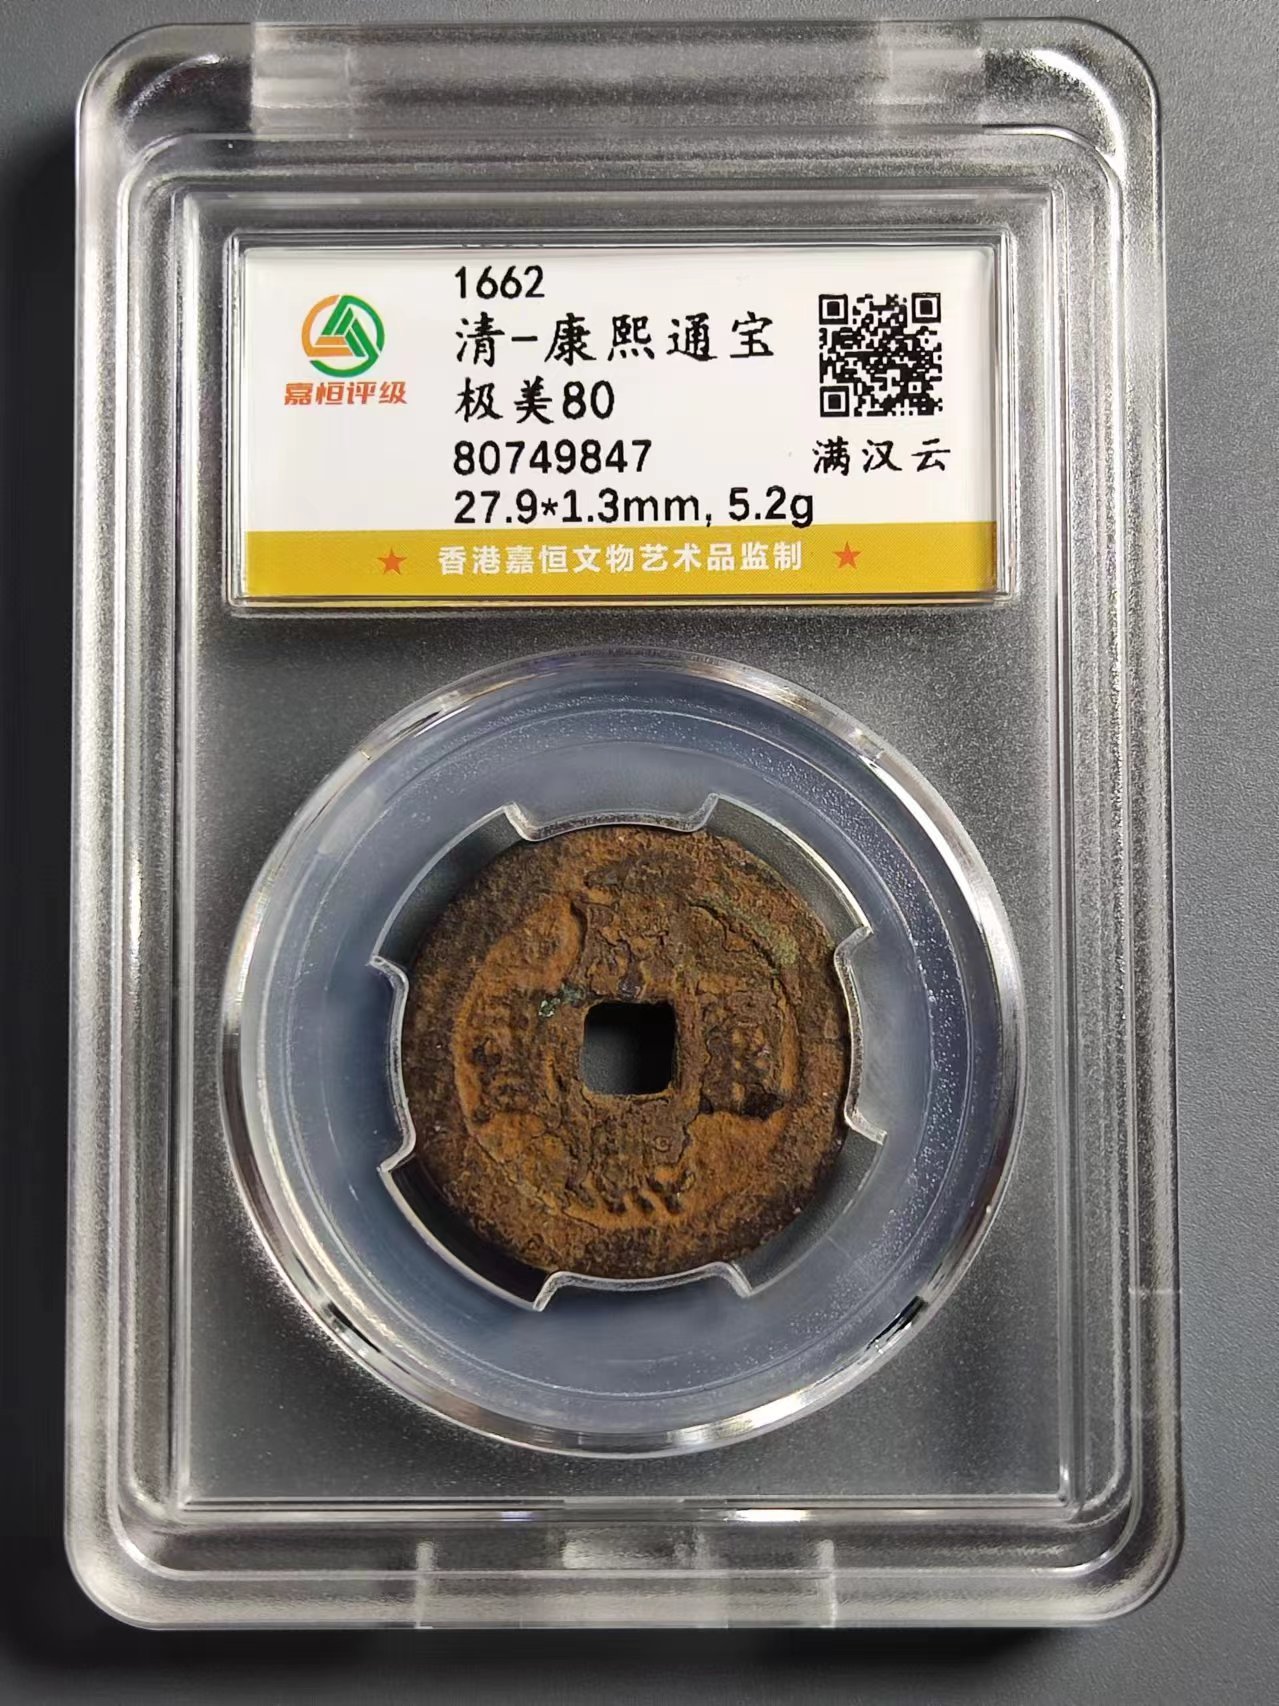 嘉恒评级
1662
清-康熙通宝
极美80
80749847
满汉云
27.9*1.3mm, 5.2g
★ 香港嘉恒文物艺术品监制 ★